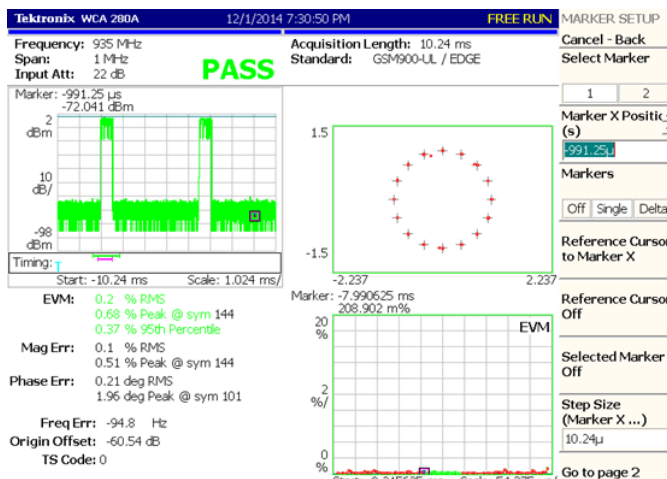 Tektronix WCA 280A 12/1/2014 7:30:50 PM FREE RUN
Frequency: 935 MHz
Span: 1 MHz
Input Att: 22 dB
PASS
Acquisition Length: 10.24 ms
Standard: GSM900-UL / EDGE
Marker: -991.25 µs
-72.041 dBm
2
dBm
10
dB/
-98
dBm
Timing: T
Start: -10.24 ms Scale: 1.024 ms/
1.5
-1.5
-2.237 2.237
EVM: 0.2 % RMS
0.68 % Peak @ sym 144
0.37 % 95th Percentile
Mag Err: 0.1 % RMS
0.51 % Peak @ sym 144
Phase Err: 0.21 deg RMS
1.96 deg Peak @ sym 101
Freq Err: -94.8 Hz
Origin Offset: -60.54 dB
TS Code: 0
Marker: -7.990625 ms
208.902 m%
20
%
EVM
2
%/
0
%
MARKER SETUP
Cancel - Back
Select Marker
1 2
Marker X Positic
(s)
-991.25µ
Markers
Off Single Delta
Reference Cursor
to Marker X
Reference Cursor
Off
Selected Marker
Off
Step Size
(Marker X ...)
10.24µ
Go to page 2